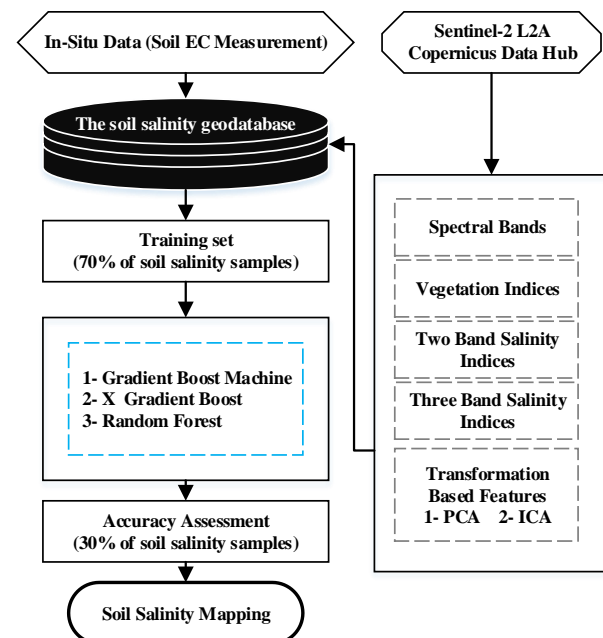 In-Situ Data (Soil EC Measurement)
The soil salinity geodatabase
Training set
(70% of soil salinity samples)
1- Gradient Boost Machine
2- X Gradient Boost
3- Random Forest
Accuracy Assessment
(30% of soil salinity samples)
Soil Salinity Mapping
Sentinel-2 L2A
Copernicus Data Hub
Spectral Bands
Vegetation Indices
Two Band Salinity
Indices
Three Band Salinity
Indices
Transformation
Based Features
1- PCA 2- ICA